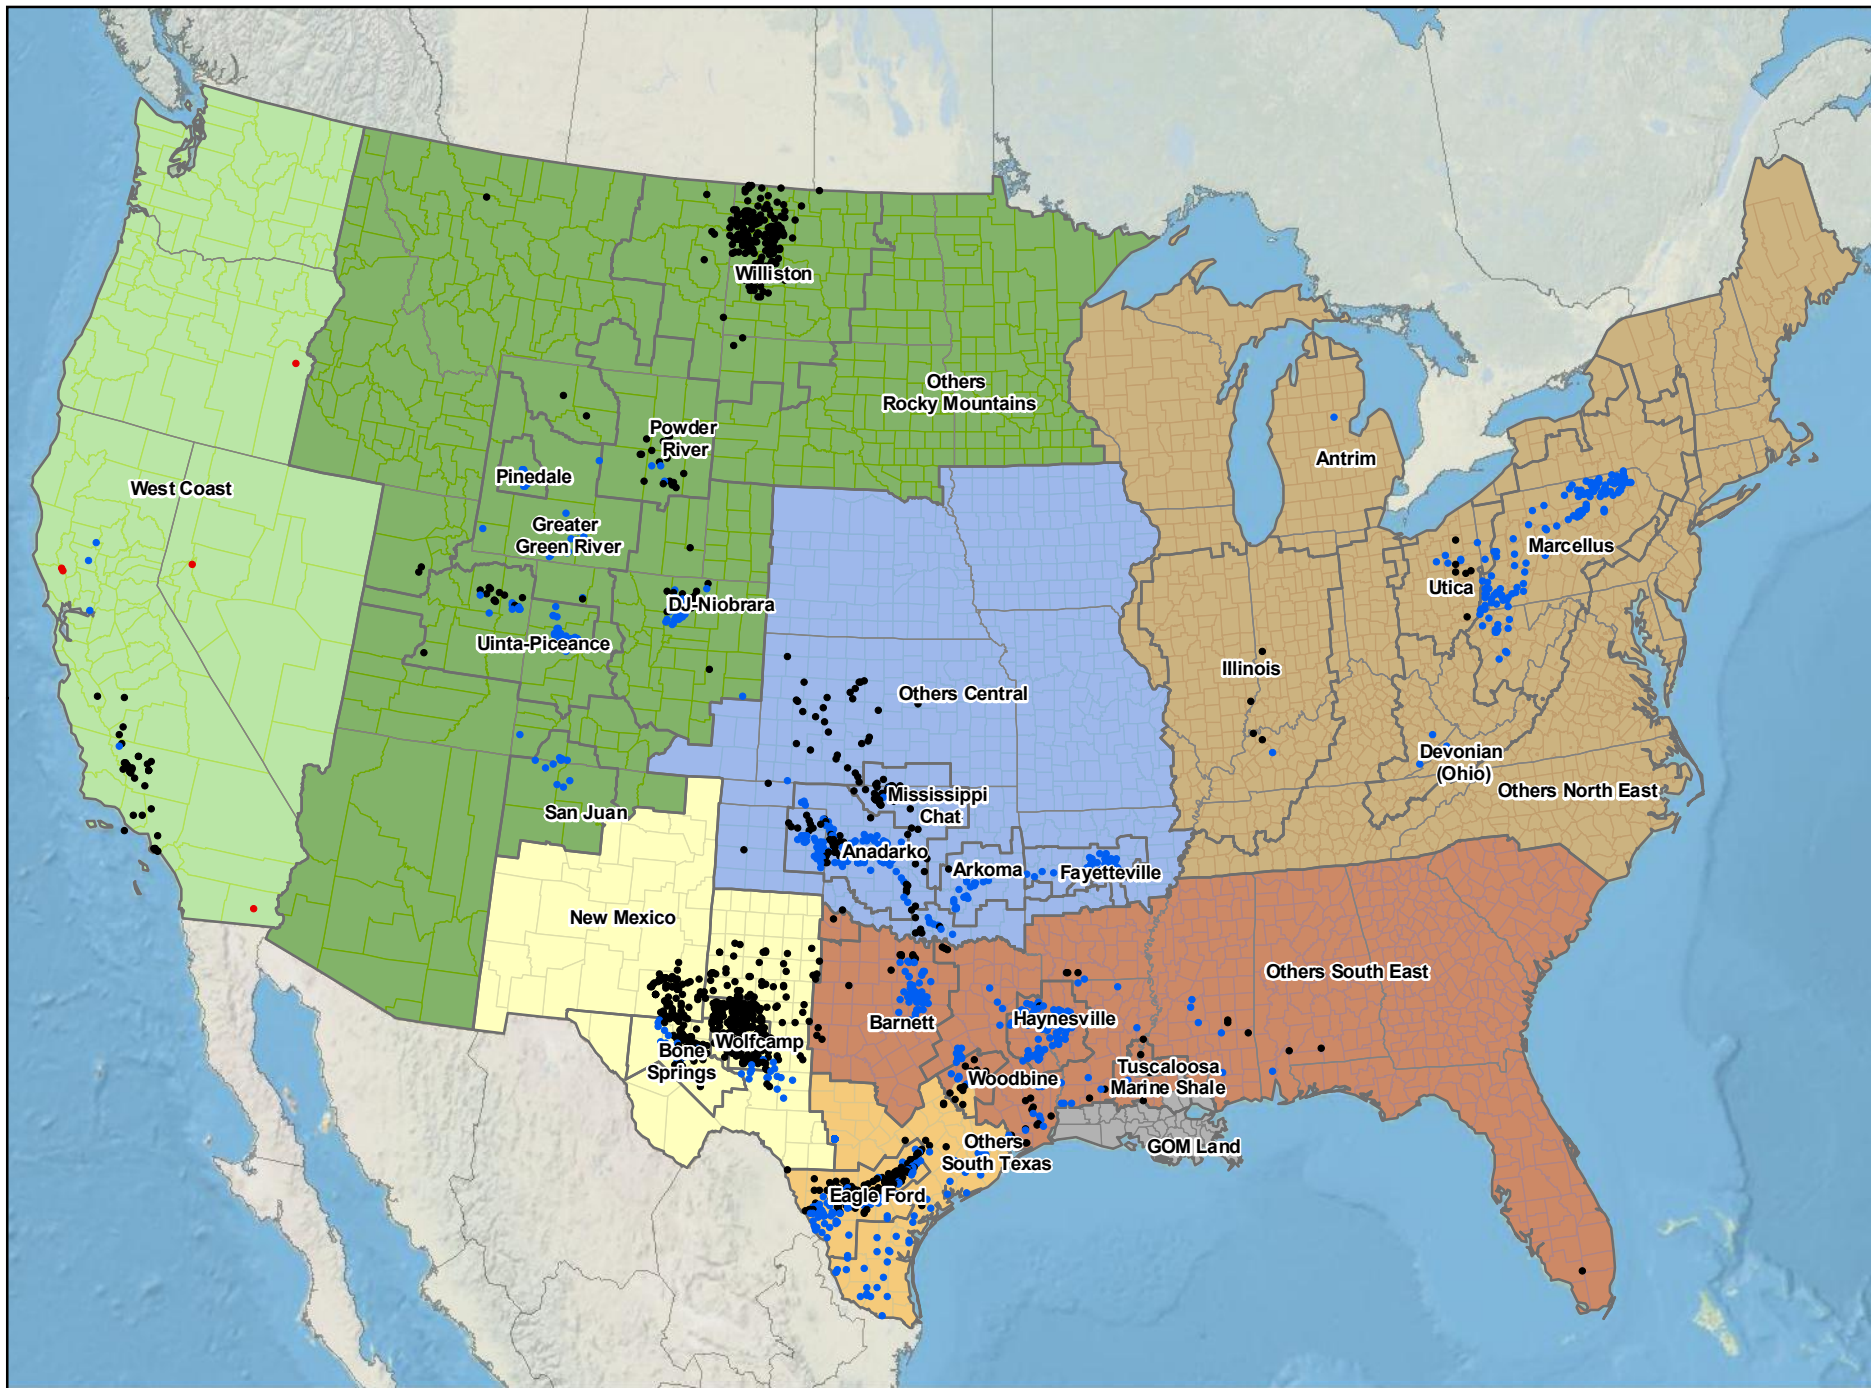 Williston
Others
Rocky Mountains
Powder
River
Antrim
Pinedale
West Coast
Greater
Green River
Marcellus
Utica
DJ-Niobrara
Uinta-Piceance
Illinois
Others Central
Devonian
(Ohio)
Others North East
Mississippi
Chat
San Juan
Anadarko
Arkoma
Fayetteville
New Mexico
Others South East
Haynesville
Barnett
Wolfcamp
Bone
Springs
Woodbine
Tuscaloosa
Marine Shale
Others
South Texas
GOM Land
Eagle Ford